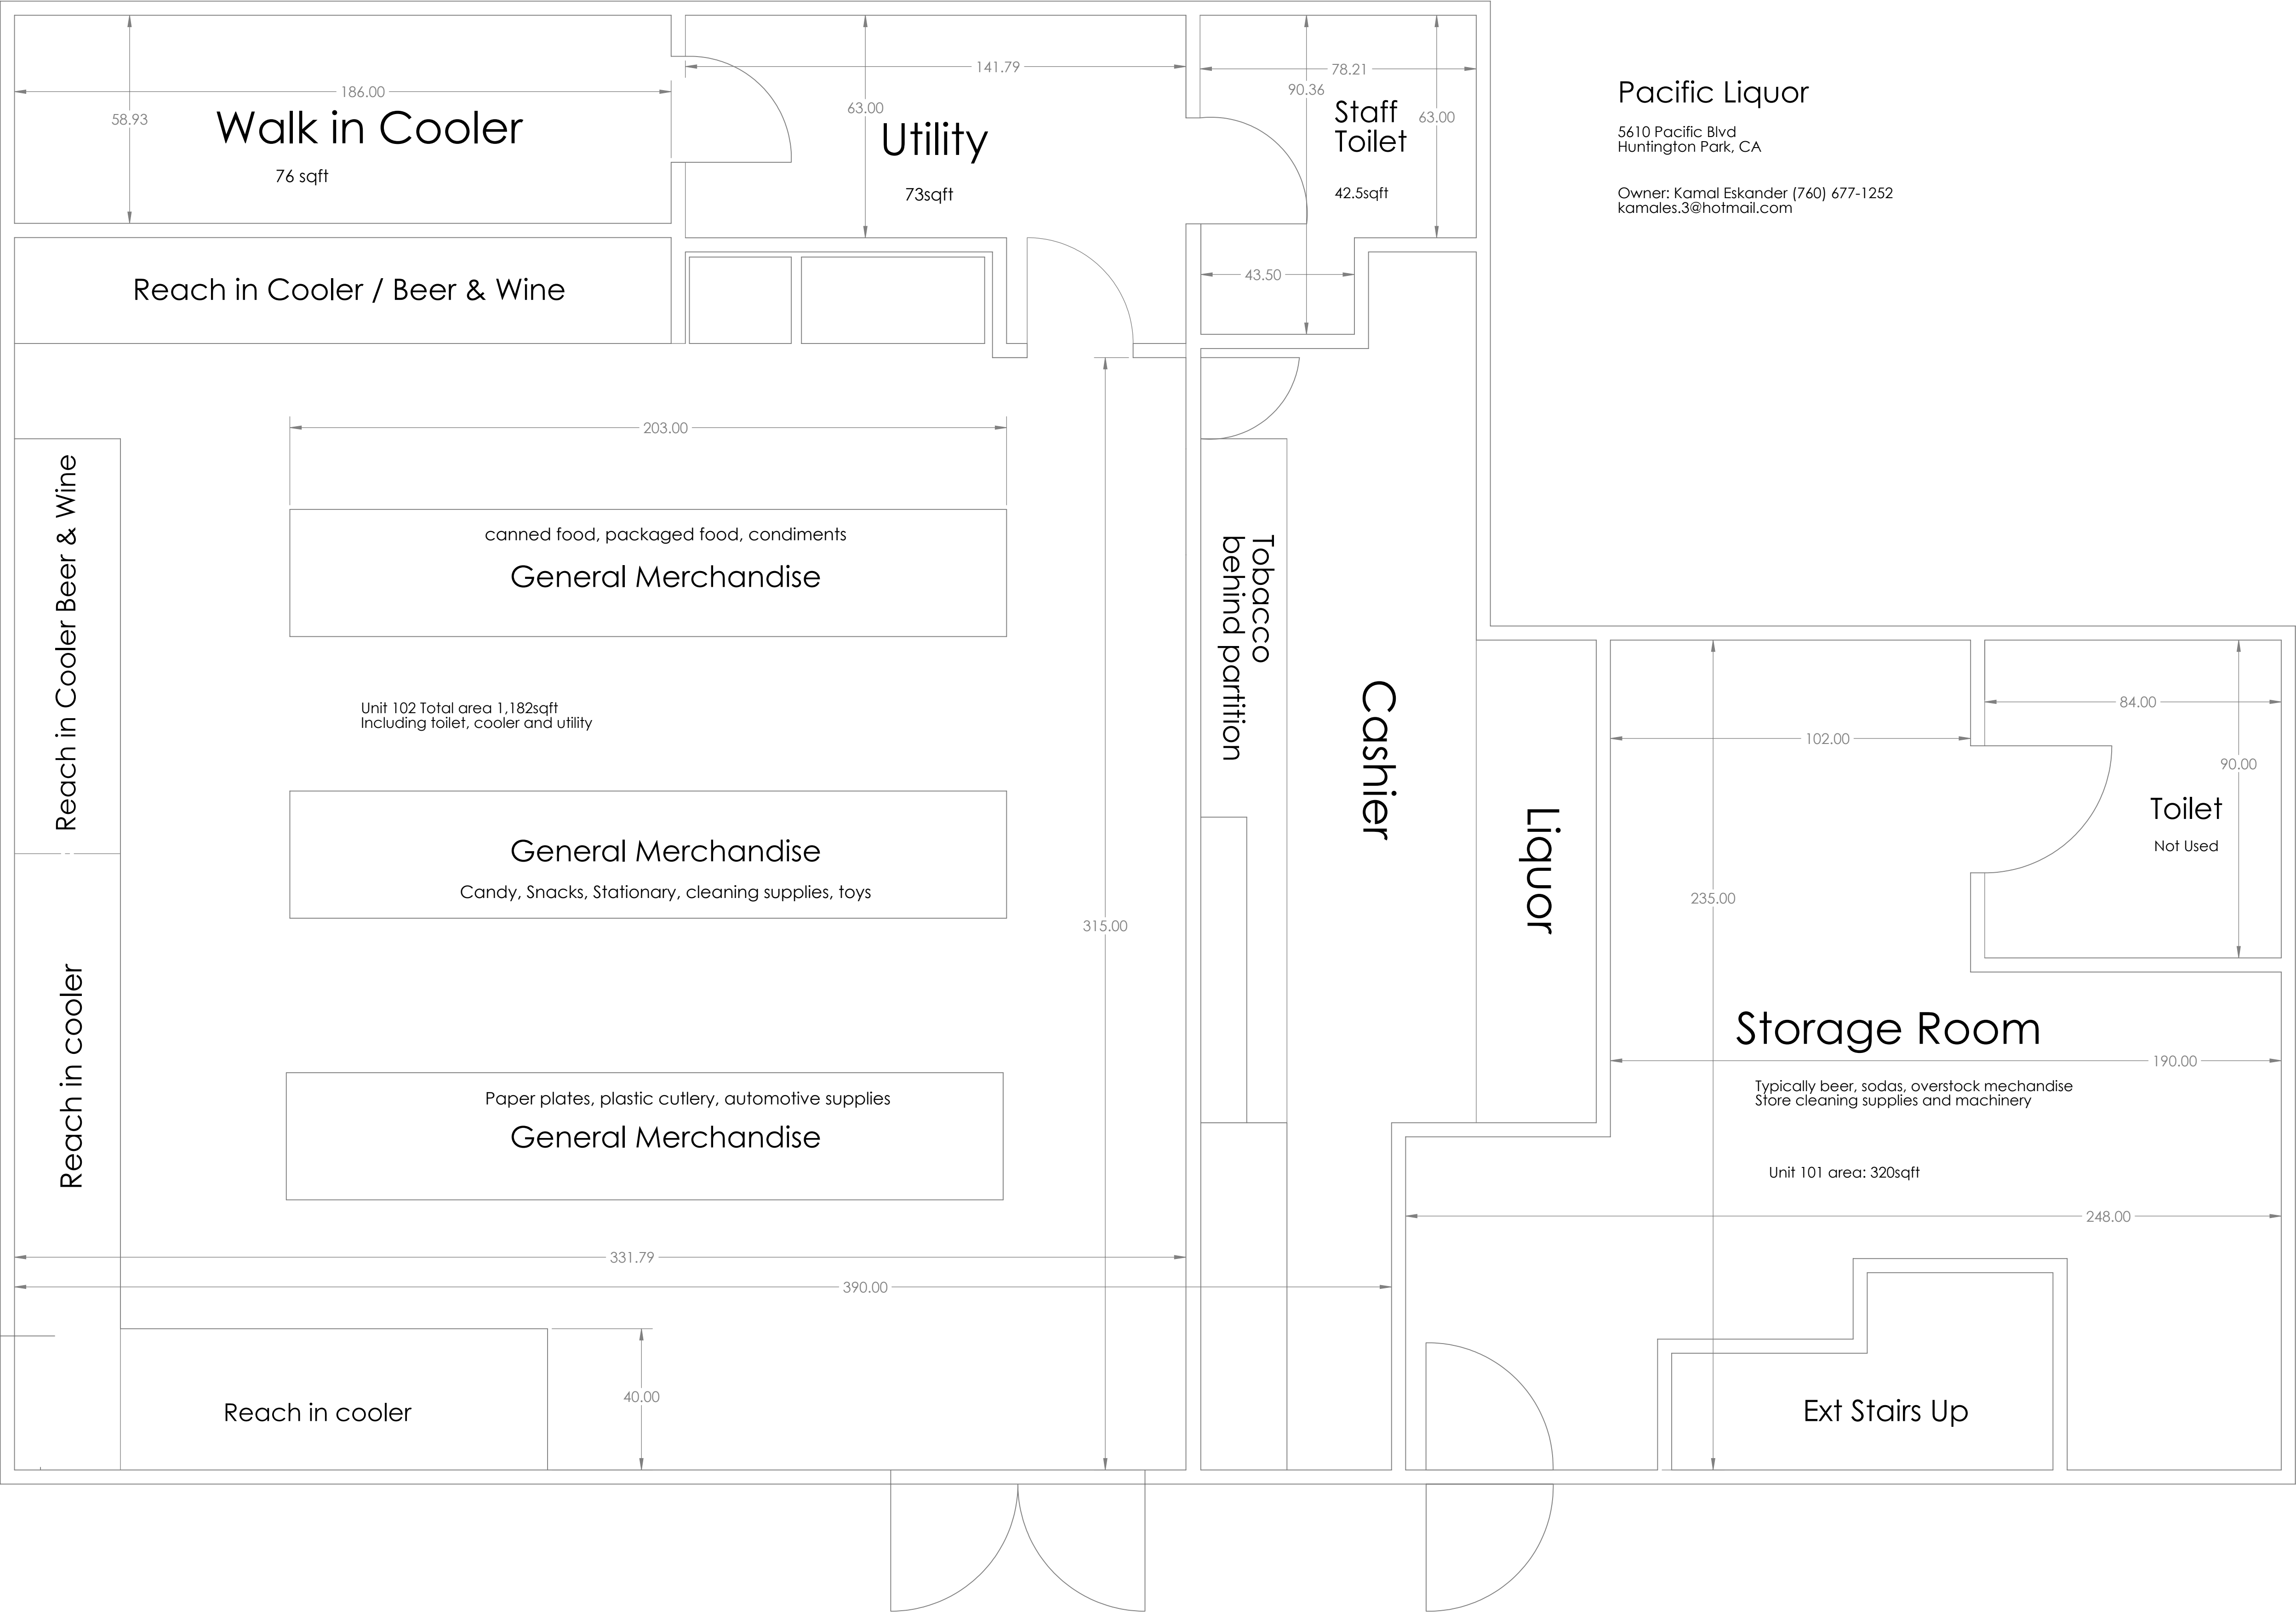 141.79
78.21
186.00
90.36
58.93
63.00
63.00
Walk in Cooler
76 sqft
Utility
73sqft
Staff
Toilet
42.5sqft
Pacific Liquor
5610 Pacific Blvd
Huntington Park, CA
Owner: Kamal Eskander (760) 677-1252
kamales.3@hotmail.com
43.50
Reach in Cooler / Beer & Wine
203.00
Reach in Cooler Beer & Wine
canned food, packaged food, condiments
General Merchandise
Tobacco
behind partition
Unit 102 Total area 1,182sqft
Including toilet, cooler and utility
Cashier
Liquor
84.00
102.00
90.00
Toilet
Not Used
General Merchandise
Candy, Snacks, Stationary, cleaning supplies, toys
235.00
315.00
Reach in cooler
Storage Room
190.00
Typically beer, sodas, overstock mechandise
Store cleaning supplies and machinery
Paper plates, plastic cutlery, automotive supplies
General Merchandise
Unit 101 area: 320sqft
248.00
331.79
390.00
40.00
Reach in cooler
Ext Stairs Up